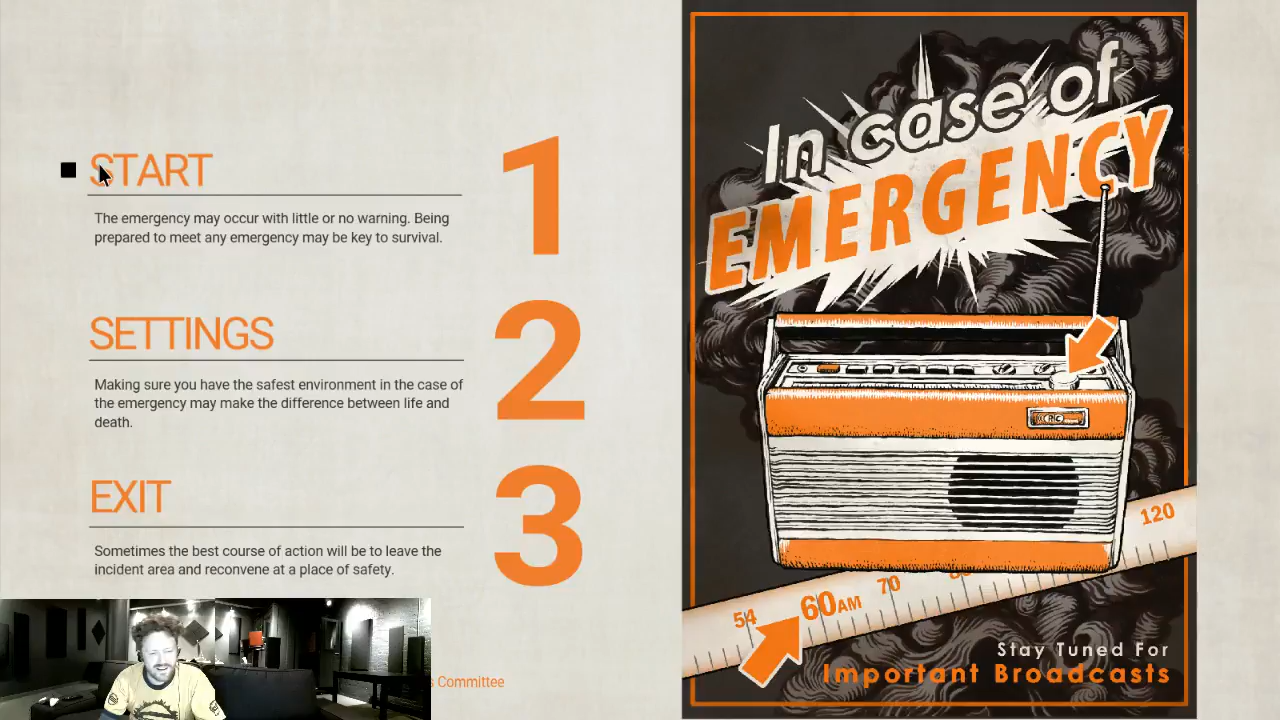 START
1
The emergency may occur with little or no warning. Being
prepared to meet any emergency may be key to survival.
SETTINGS
2
Making sure you have the safest environment in the case of
the emergency may make the difference between life and
death.
EXIT
3
Sometimes the best course of action will be to leave the
incident area and reconvene at a place of safety.
Committee
In case of
EMERGENCY
RIC
54 60AM 70 120
Stay Tuned For
Important Broadcasts